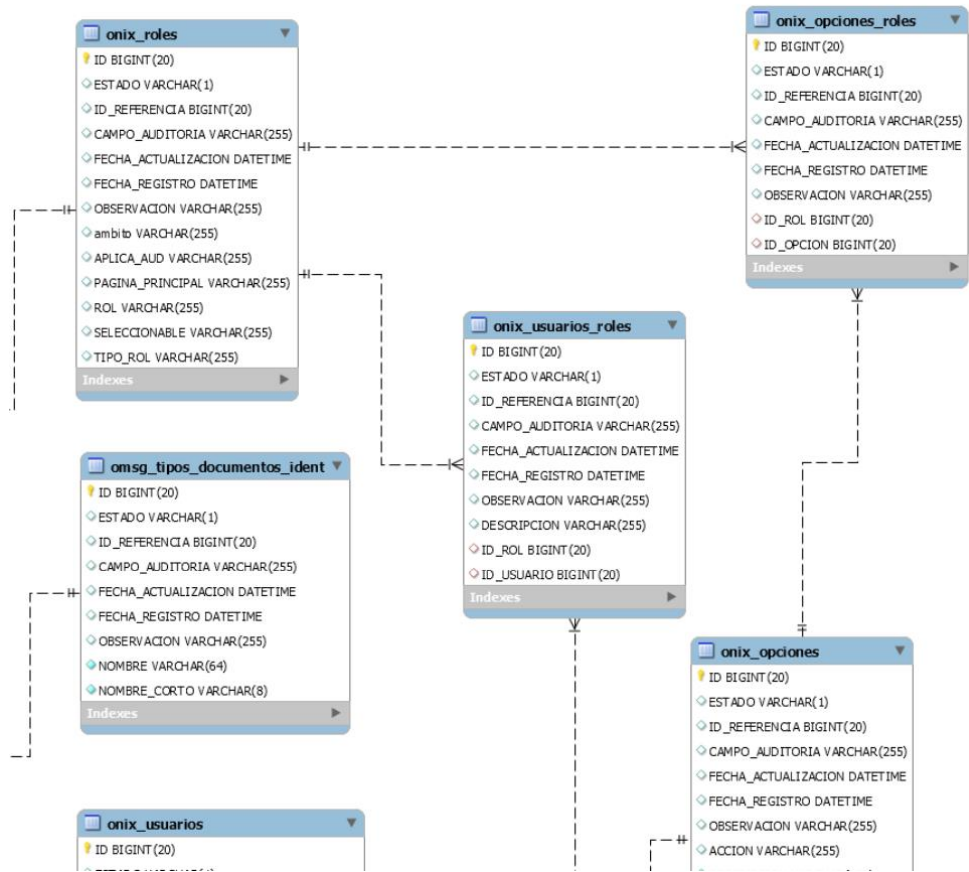 onix_roles
ID BIGINT(20)
ESTADO VARCHAR(1)
ID_REFERENCIA BIGINT(20)
CAMPO_AUDITORIA VARCHAR(255)
FECHA_ACTUALIZACION DATETIME
FECHA_REGISTRO DATETIME
OBSERVACION VARCHAR(255)
ambito VARCHAR(255)
APLICA_AUD VARCHAR(255)
PAGINA_PRINCIPAL VARCHAR(255)
ROL VARCHAR(255)
SELECCIONABLE VARCHAR(255)
TIPO_ROL VARCHAR(255)
Indexes
onix_opciones_roles
ID BIGINT(20)
ESTADO VARCHAR(1)
ID_REFERENCIA BIGINT(20)
CAMPO_AUDITORIA VARCHAR(255)
FECHA_ACTUALIZACION DATETIME
FECHA_REGISTRO DATETIME
OBSERVACION VARCHAR(255)
ID_ROL BIGINT(20)
ID_OPCION BIGINT(20)
Indexes
onix_usuarios_roles
ID BIGINT(20)
ESTADO VARCHAR(1)
ID_REFERENCIA BIGINT(20)
CAMPO_AUDITORIA VARCHAR(255)
FECHA_ACTUALIZACION DATETIME
FECHA_REGISTRO DATETIME
OBSERVACION VARCHAR(255)
DESCRIPCION VARCHAR(255)
ID_ROL BIGINT(20)
ID_USUARIO BIGINT(20)
Indexes
omsg_tipos_documentos_ident
ID BIGINT(20)
ESTADO VARCHAR(1)
ID_REFERENCIA BIGINT(20)
CAMPO_AUDITORIA VARCHAR(255)
FECHA_ACTUALIZACION DATETIME
FECHA_REGISTRO DATETIME
OBSERVACION VARCHAR(255)
NOMBRE VARCHAR(64)
NOMBRE_CORTO VARCHAR(8)
Indexes
onix_opciones
ID BIGINT(20)
ESTADO VARCHAR(1)
ID_REFERENCIA BIGINT(20)
CAMPO_AUDITORIA VARCHAR(255)
FECHA_ACTUALIZACION DATETIME
FECHA_REGISTRO DATETIME
OBSERVACION VARCHAR(255)
ACCION VARCHAR(255)
onix_usuarios
ID BIGINT(20)